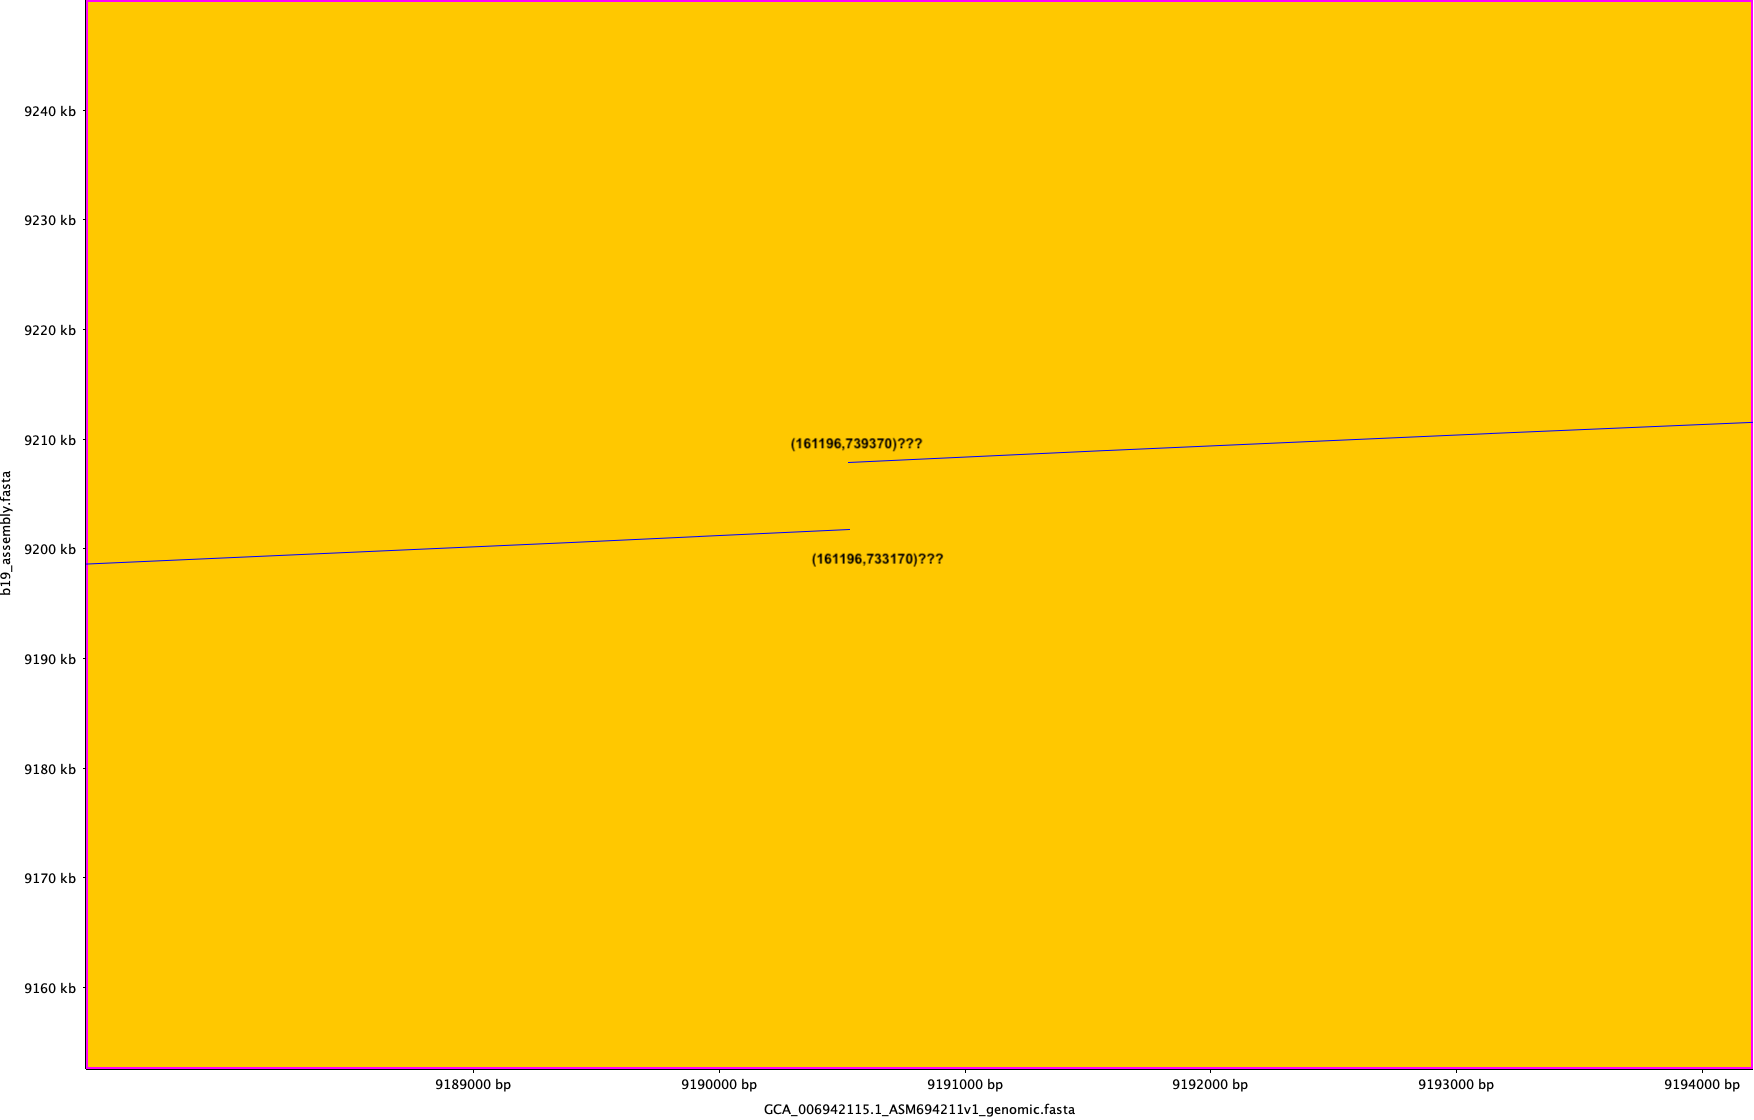 9240 kb
9230 kb
9220 kb
9210 kb
(161196,739370)???
b19_assembly.fasta
9200 kb
(161196,733170)???
9190 kb
9180 kb
9170 kb
9160 kb
9189000 bp 9190000 bp 9191000 bp 9192000 bp 9193000 bp 9194000 bp
GCA_006942115.1_ASM694211v1_genomic.fasta